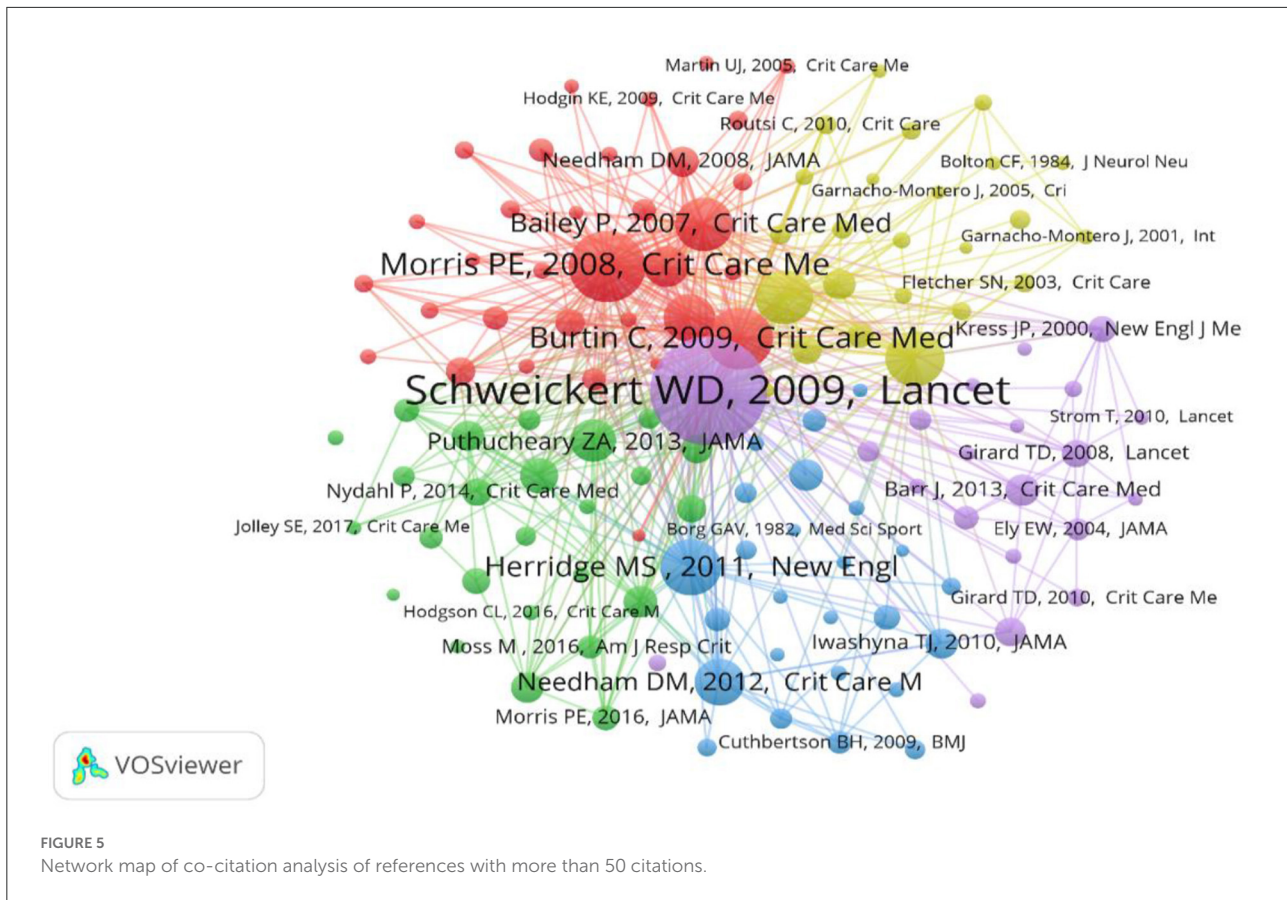 Martin UJ, 2005, Crit Care Me
Hodgin KE, 2009, Crit Care Me
Routsi C, 2010, Crit Care
Needham DM, 2008, JAMA
Bolton CF, 1984, J Neurol Neu
Garnacho-Montero J, 2005, Cri
Bailey P, 2007, Crit Care Med
Garnacho-Montero J, 2001, Int
Morris PE, 2008, Crit Care Me
Fletcher SN, 2003, Crit Care
Kress JP, 2000, New Engl J Me
Burtin C, 2009, Crit Care Med
Schweickert WD, 2009, Lancet
Strom T, 2010, Lancet
Puthucheary ZA, 2013, JAMA
Girard TD, 2008, Lancet
Nydahl P, 2014, Crit Care Med
Barr J, 2013, Crit Care Med
Jolley SE, 2017, Crit Care Me
Borg GAV, 1982, Med Sci Sport
Ely EW, 2004, JAMA
Herridge MS , 2011, New Engl
Girard TD, 2010, Crit Care Me
Hodgson CL, 2016, Crit Care M
Moss M , 2016, Am J Resp Crit
Iwashyna TJ, 2010, JAMA
Needham DM, 2012, Crit Care M
Morris PE, 2016, JAMA
Cuthbertson BH, 2009, BMJ
VOSviewer
FIGURE 5
Network map of co-citation analysis of references with more than 50 citations.